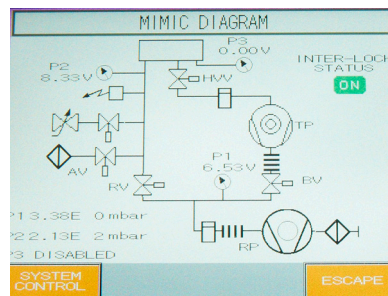 MIMIC DIAGRAM
P3
0.00V
P2
8.33V
HVV
INTER-LOCK
STATUS
ON
TP
P1
6.53V
AV
RV
BV
P1 3.38E 0 mbar
P2 2.13E 2 mbar
RP
P3 DISABLED
SYSTEM
CONTROL
ESCAPE